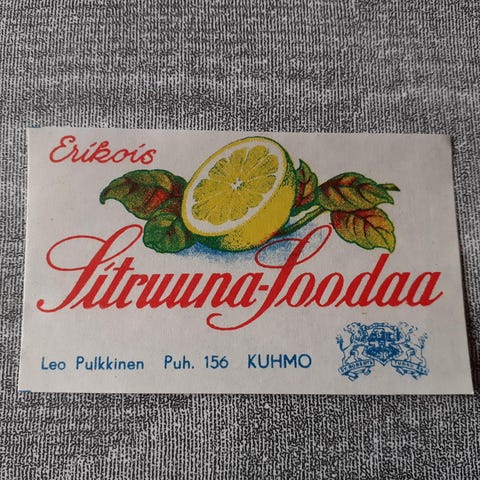 Erikois
Sitruuna-Soodaa
Leo Pulkkinen Puh. 156 KUHMO